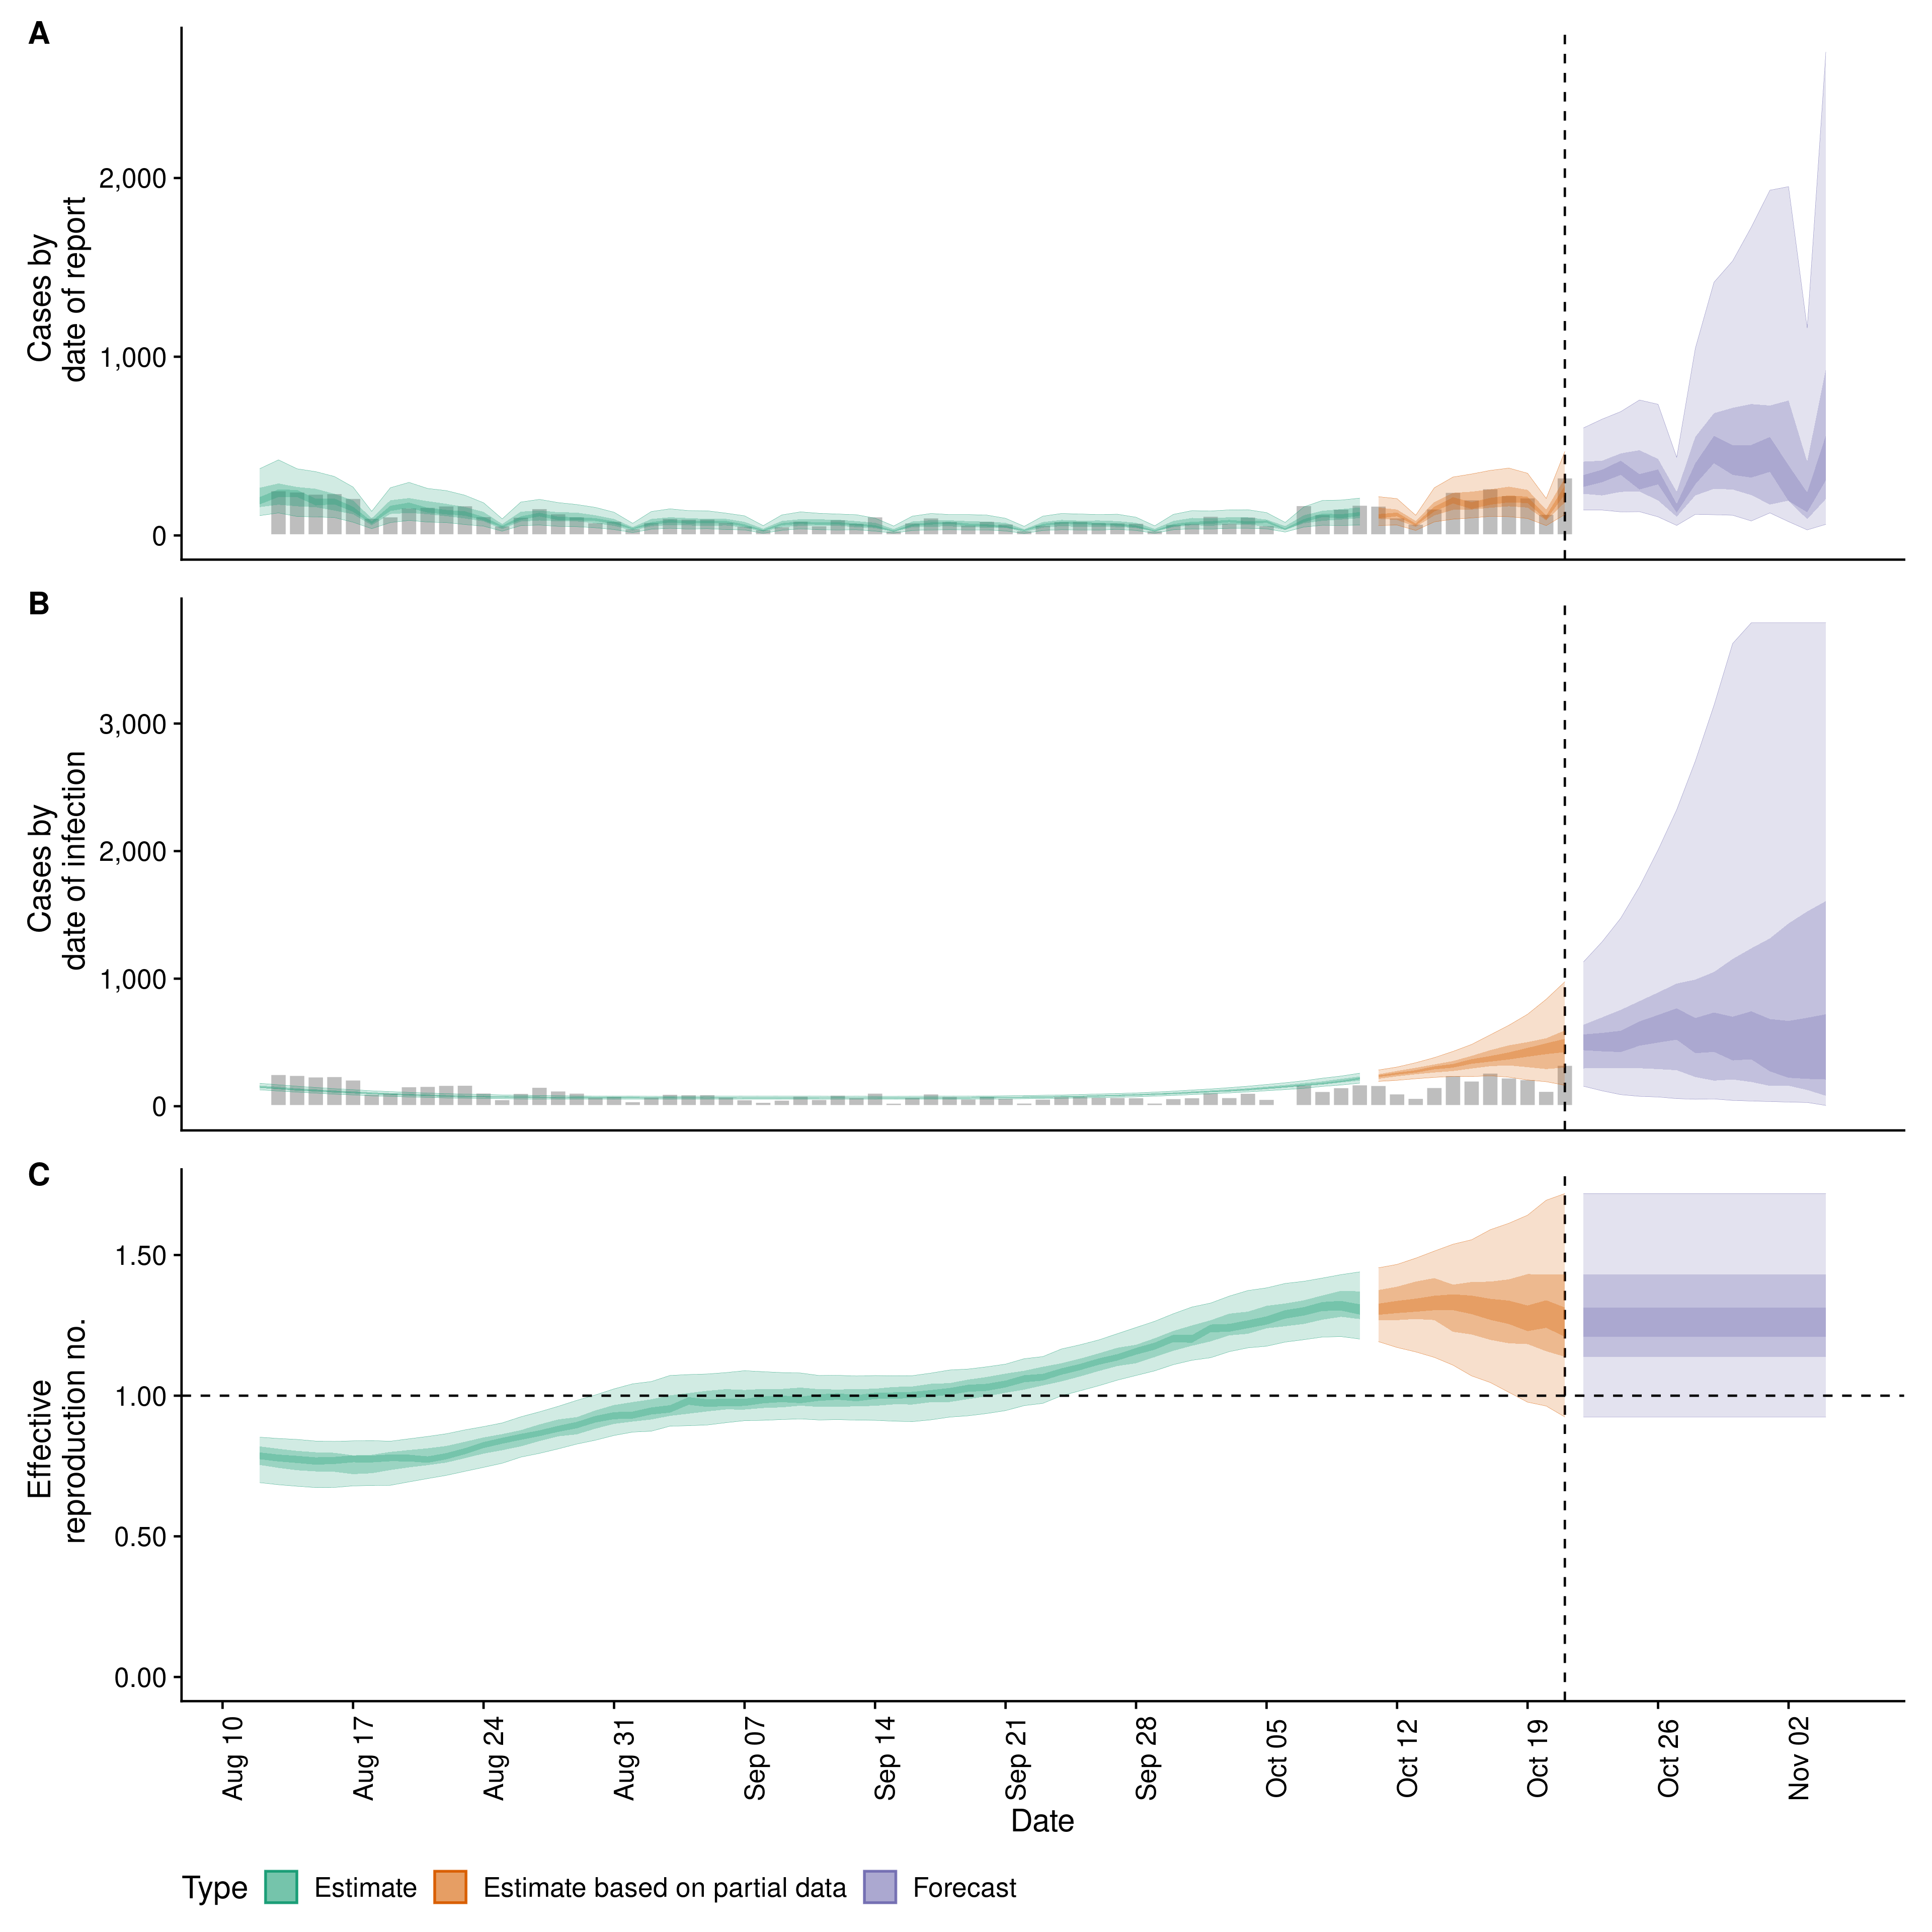 A
Cases by
date of report
2,000
1,000
0
B
Cases by
date of infection
3,000
2,000
1,000
0
C
Effective
reproduction no.
1.50
1.00
0.50
0.00
Aug 10
Aug 17
Aug 24
Aug 31
Sep 07
Sep 14
Sep 21
Sep 28
Oct 05
Oct 12
Oct 19
Oct 26
Nov 02
Date
Type Estimate Estimate based on partial data Forecast